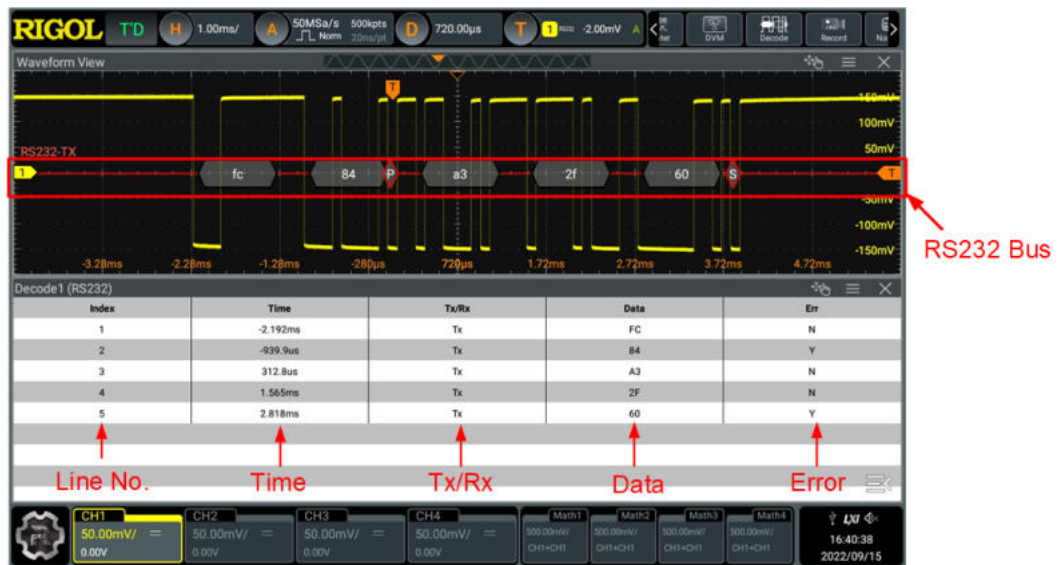 RIGOL T'D H 1.00ms/ A 50MSa/s 500kpts Norm 20ns/pt D 720.00µs T 1 RS232 -2.00mV A DVM Decode Record
Waveform View
T
150mV
100mV
50mV
RS232-TX
1 fc 84 P a3 2f 60 S T
-50mV
-100mV
-150mV
-3.28ms -2.28ms -1.28ms -280µs 720µs 1.72ms 2.72ms 3.72ms 4.72ms
RS232 Bus
Decode1 (RS232)
Index Time Tx/Rx Data Err
1 -2.192ms Tx FC N
2 -939.9us Tx 84 Y
3 312.8us Tx A3 N
4 1.565ms Tx 2F N
5 2.818ms Tx 60 Y
Line No. Time Tx/Rx Data Error
CH1 CH2 CH3 CH4 Math1 Math2 Math3 Math4
50.00mV/ 50.00mV/ 50.00mV/ 50.00mV/ 500.00mV/ 500.00mV/ 500.00mV/ 500.00mV/
0.00V 0.00V 0.00V 0.00V CH1+CH1 CH1+CH1 CH1+CH1 CH1+CH1
LXI
16:40:38
2022/09/15